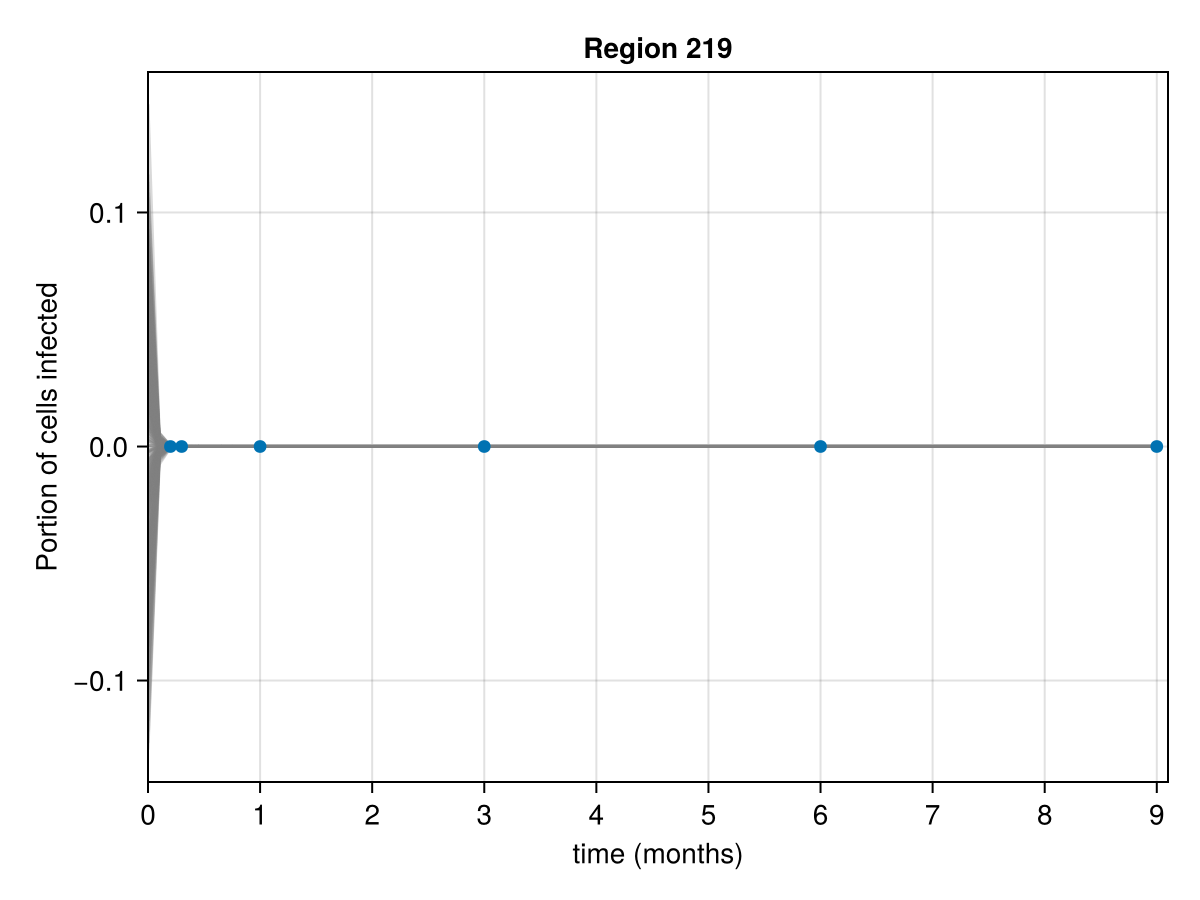 Region 219
Portion of cells infected
0.1
0.0
−0.1
0 1 2 3 4 5 6 7 8 9
time (months)